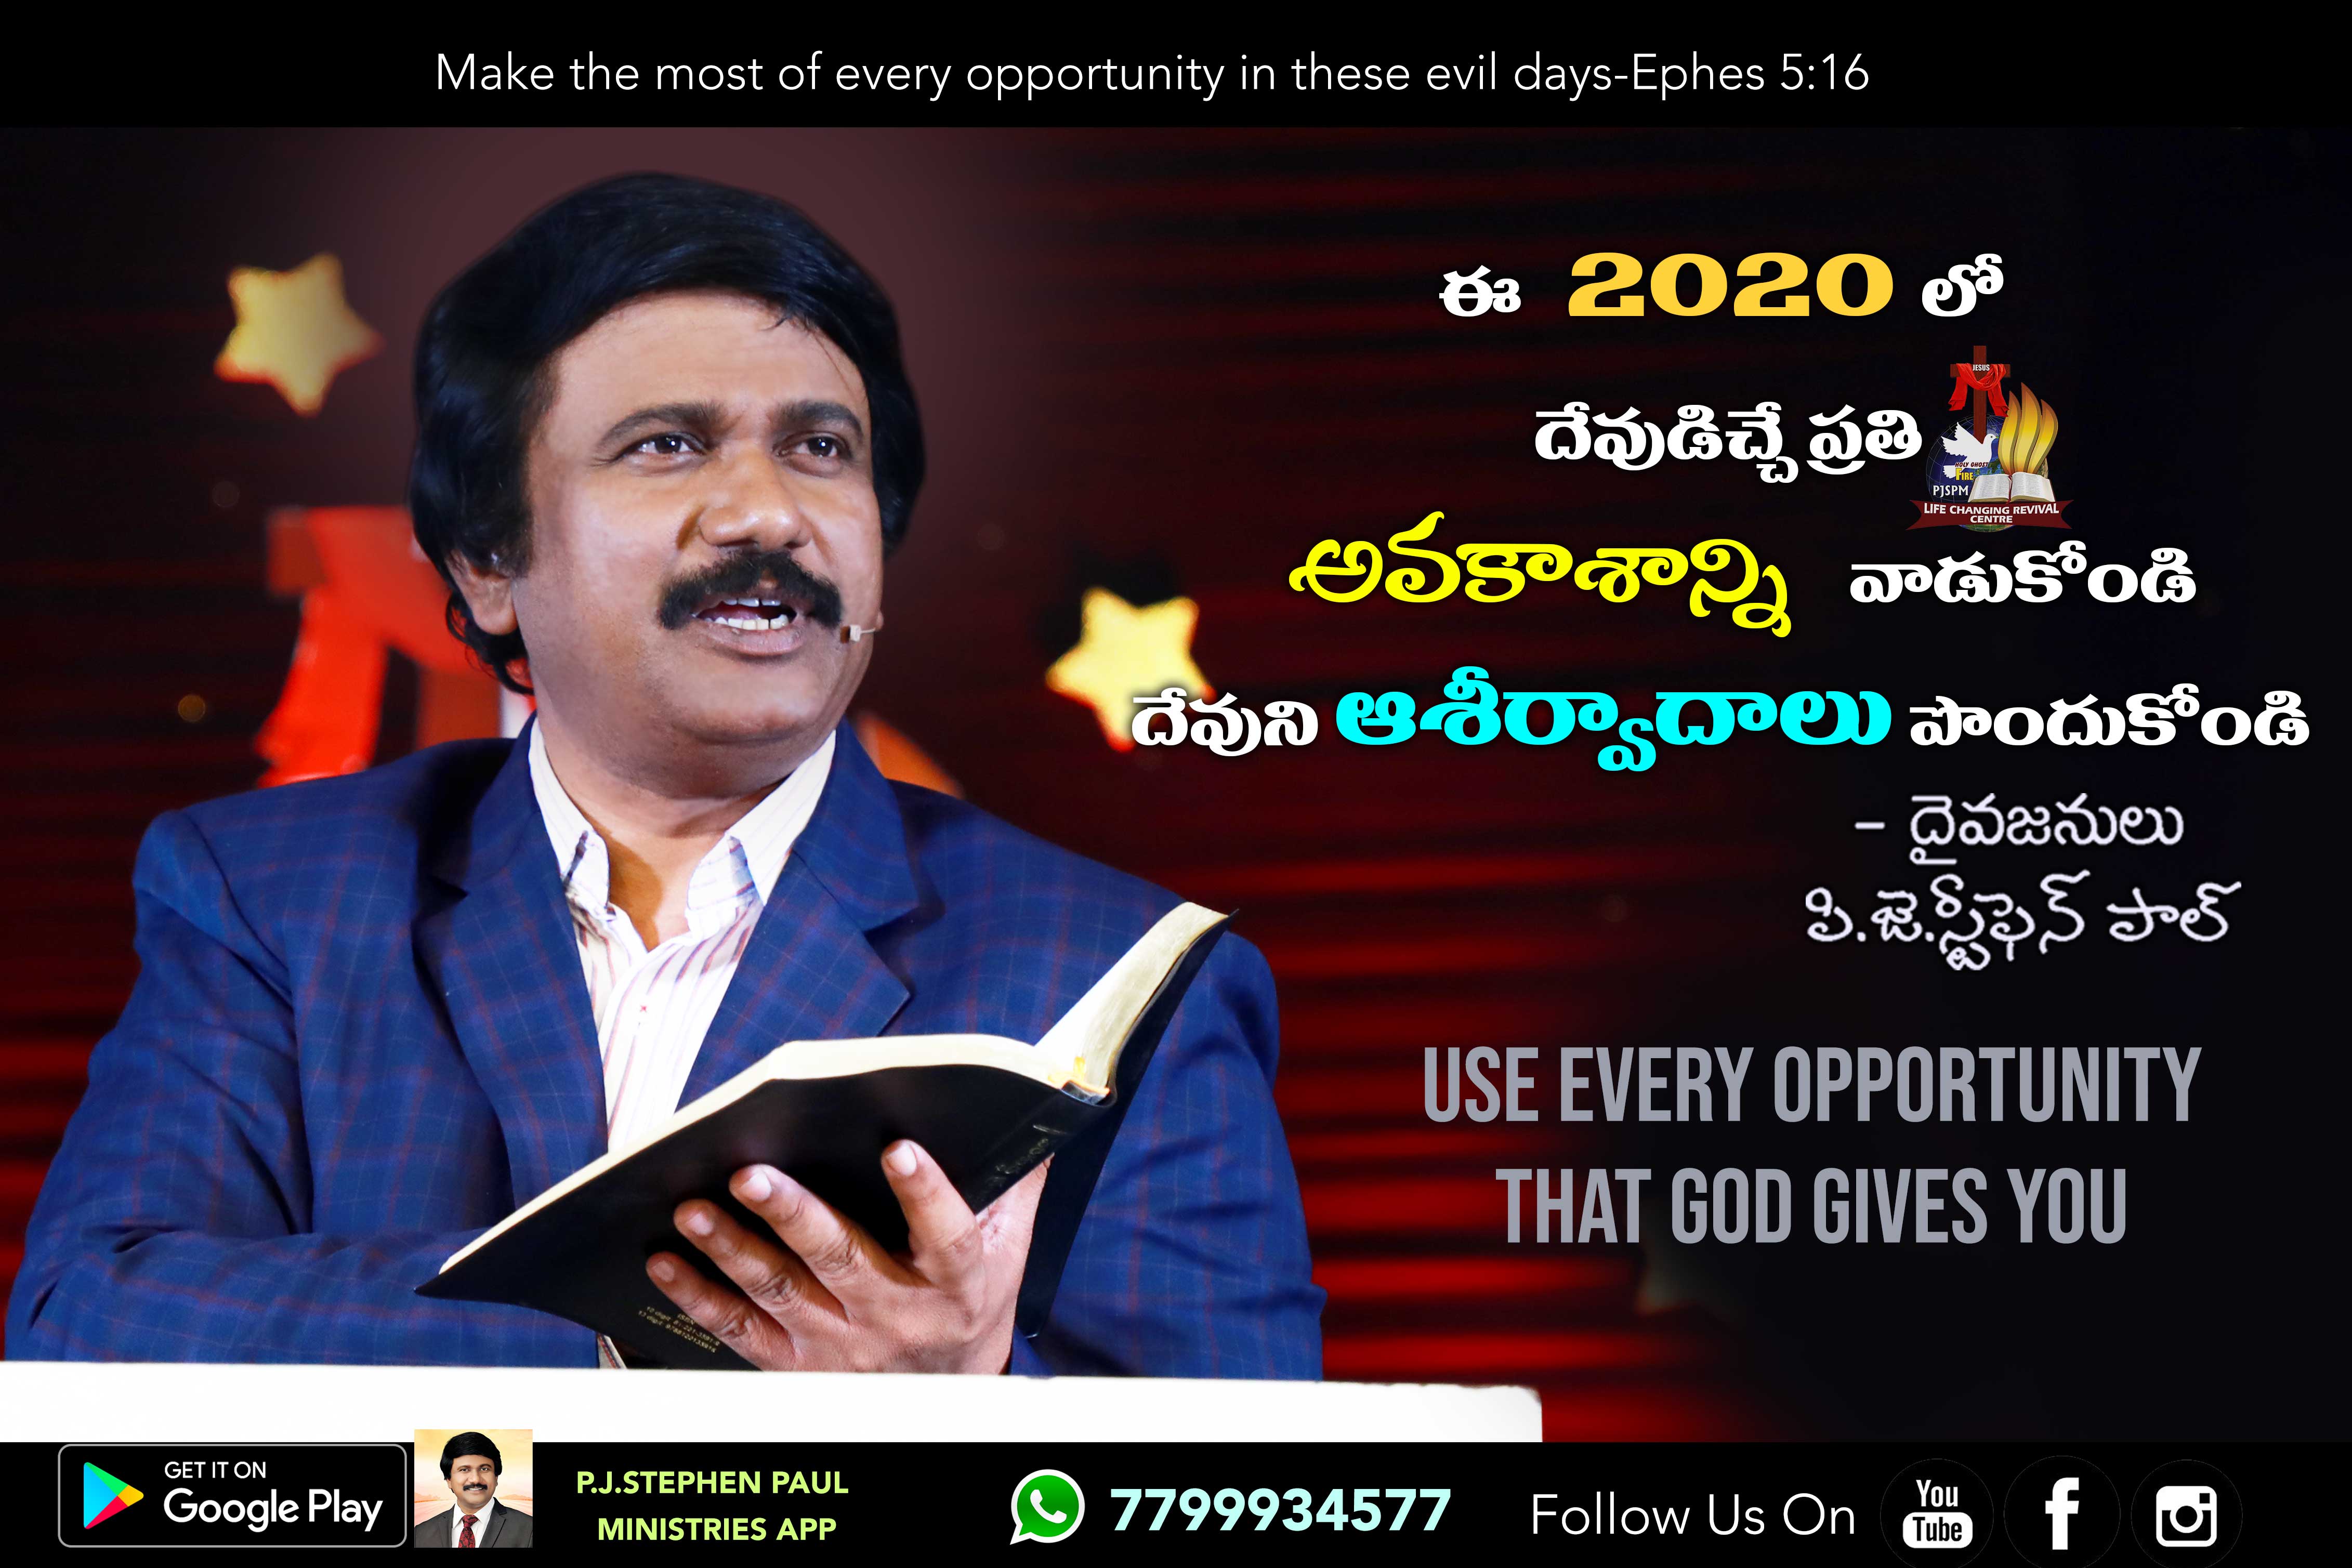 Make the most of every opportunity in these evil days-Ephes 5:16
ఈ 2020 లో
దేవుడిచ్చే ప్రతి
JESUS
HOLY GHOST
FIRE
PJSPM
LIFE CHANGING REVIVAL
CENTRE
అవకాశాన్ని వాడుకోండి
దేవుని ఆశీర్వాదాలు పొందుకోండి
- దైవజనులు
పి.జె.స్టీఫెన్ పాల్
USE EVERY OPPORTUNITY
THAT GOD GIVES YOU
GET IT ON
Google Play
P.J.STEPHEN PAUL
MINISTRIES APP
7799934577
Follow Us On
You
Tube
f